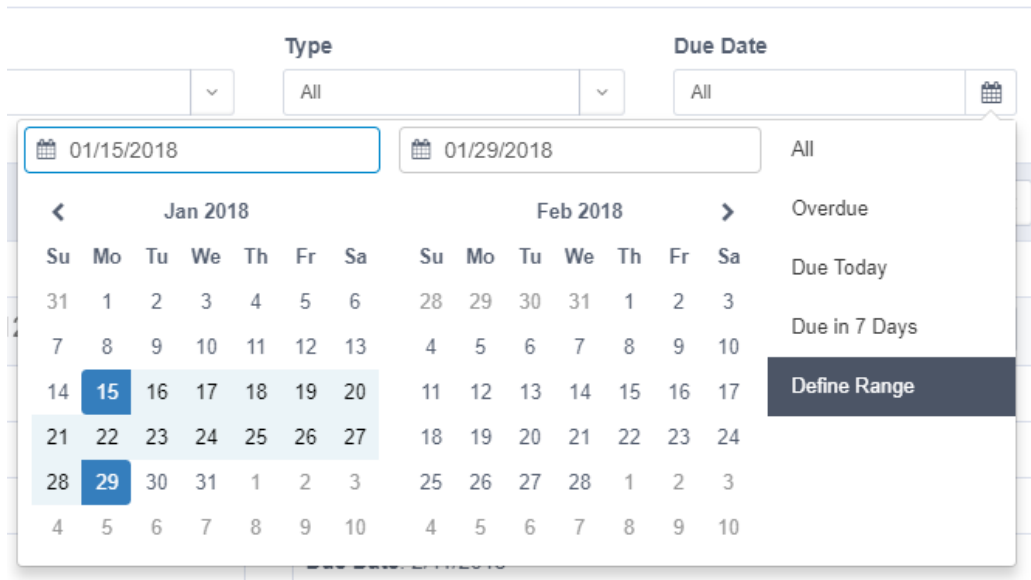 Type Due Date
All All
01/15/2018 01/29/2018 All
Jan 2018 Feb 2018 Overdue
Su Mo Tu We Th Fr Sa Su Mo Tu We Th Fr Sa
Due Today
31 1 2 3 4 5 6 28 29 30 31 1 2 3
Due in 7 Days
7 8 9 10 11 12 13 4 5 6 7 8 9 10
14 15 16 17 18 19 20 11 12 13 14 15 16 17 Define Range
21 22 23 24 25 26 27 18 19 20 21 22 23 24
28 29 30 31 1 2 3 25 26 27 28 1 2 3
4 5 6 7 8 9 10 4 5 6 7 8 9 10